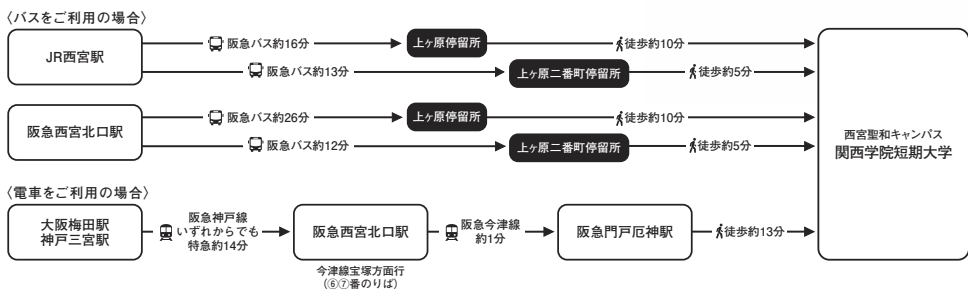 〈バスをご利用の場合〉
JR西宮駅
阪急バス約16分
上ヶ原停留所
徒歩約10分
阪急バス約13分
上ヶ原二番町停留所
徒歩約5分
阪急西宮北口駅
阪急バス約26分
上ヶ原停留所
徒歩約10分
阪急バス約12分
上ヶ原二番町停留所
徒歩約5分
西宮聖和キャンパス
関西学院短期大学
〈電車をご利用の場合〉
大阪梅田駅
神戸三宮駅
阪急神戸線
いずれからでも
特急約14分
阪急西宮北口駅
今津線宝塚方面行
(⑥⑦番のりば)
阪急今津線
約1分
阪急門戸厄神駅
徒歩約13分